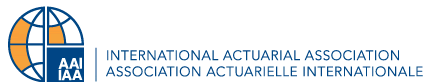 AAI
IAA
INTERNATIONAL ACTUARIAL ASSOCIATION
ASSOCIATION ACTUARIELLE INTERNATIONALE